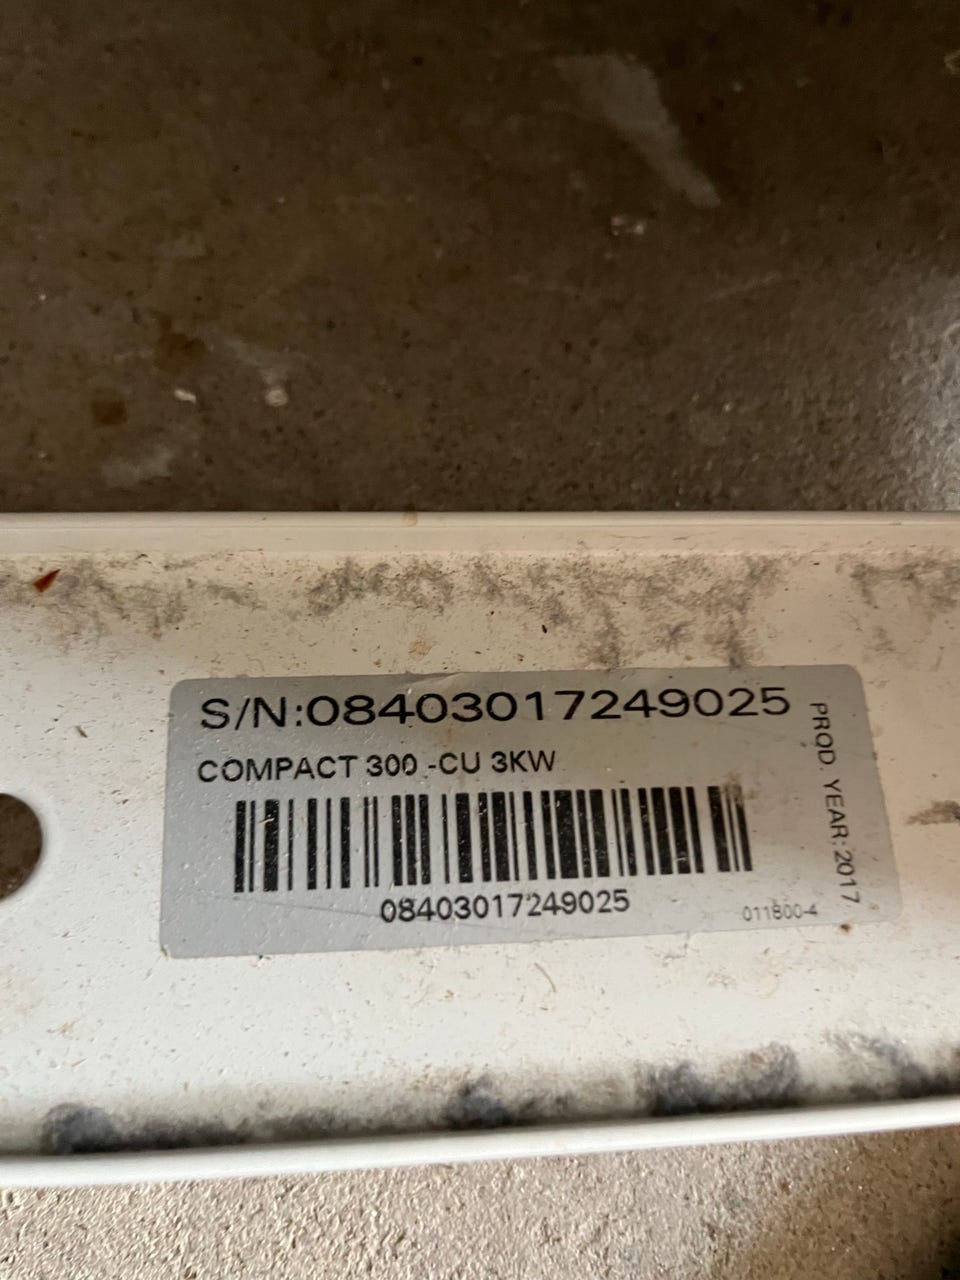 S/N:08403017249025
COMPACT 300 -CU 3KW
08403017249025
011800-4
PROD. YEAR:2017